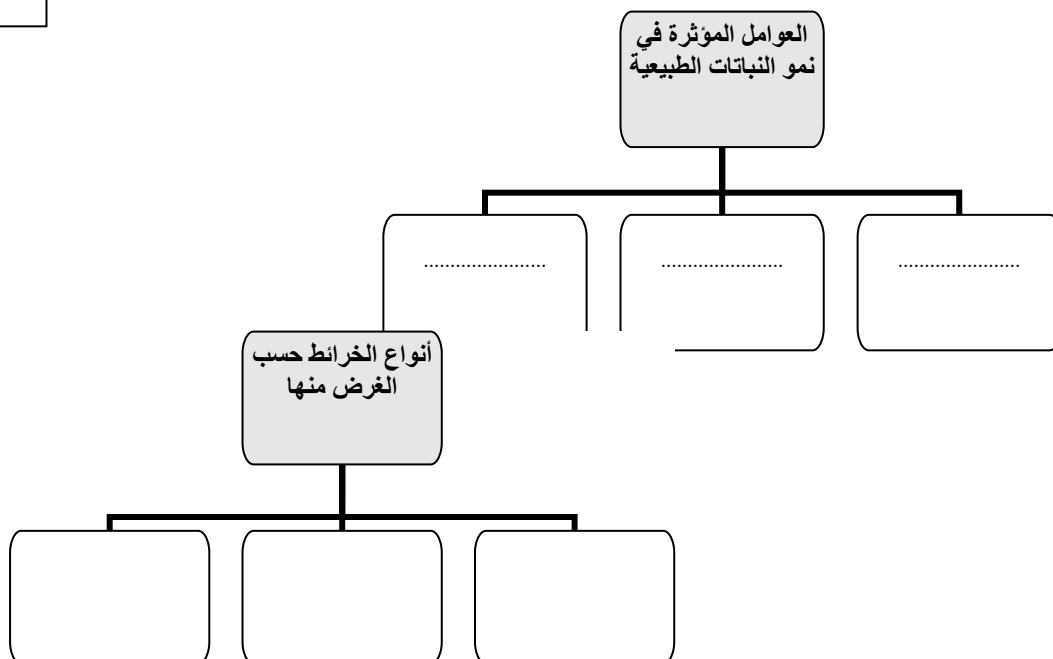 العوامل المؤثرة في
نمو النباتات الطبيعية
......................
......................
......................
أنواع الخرائط حسب
الغرض منها